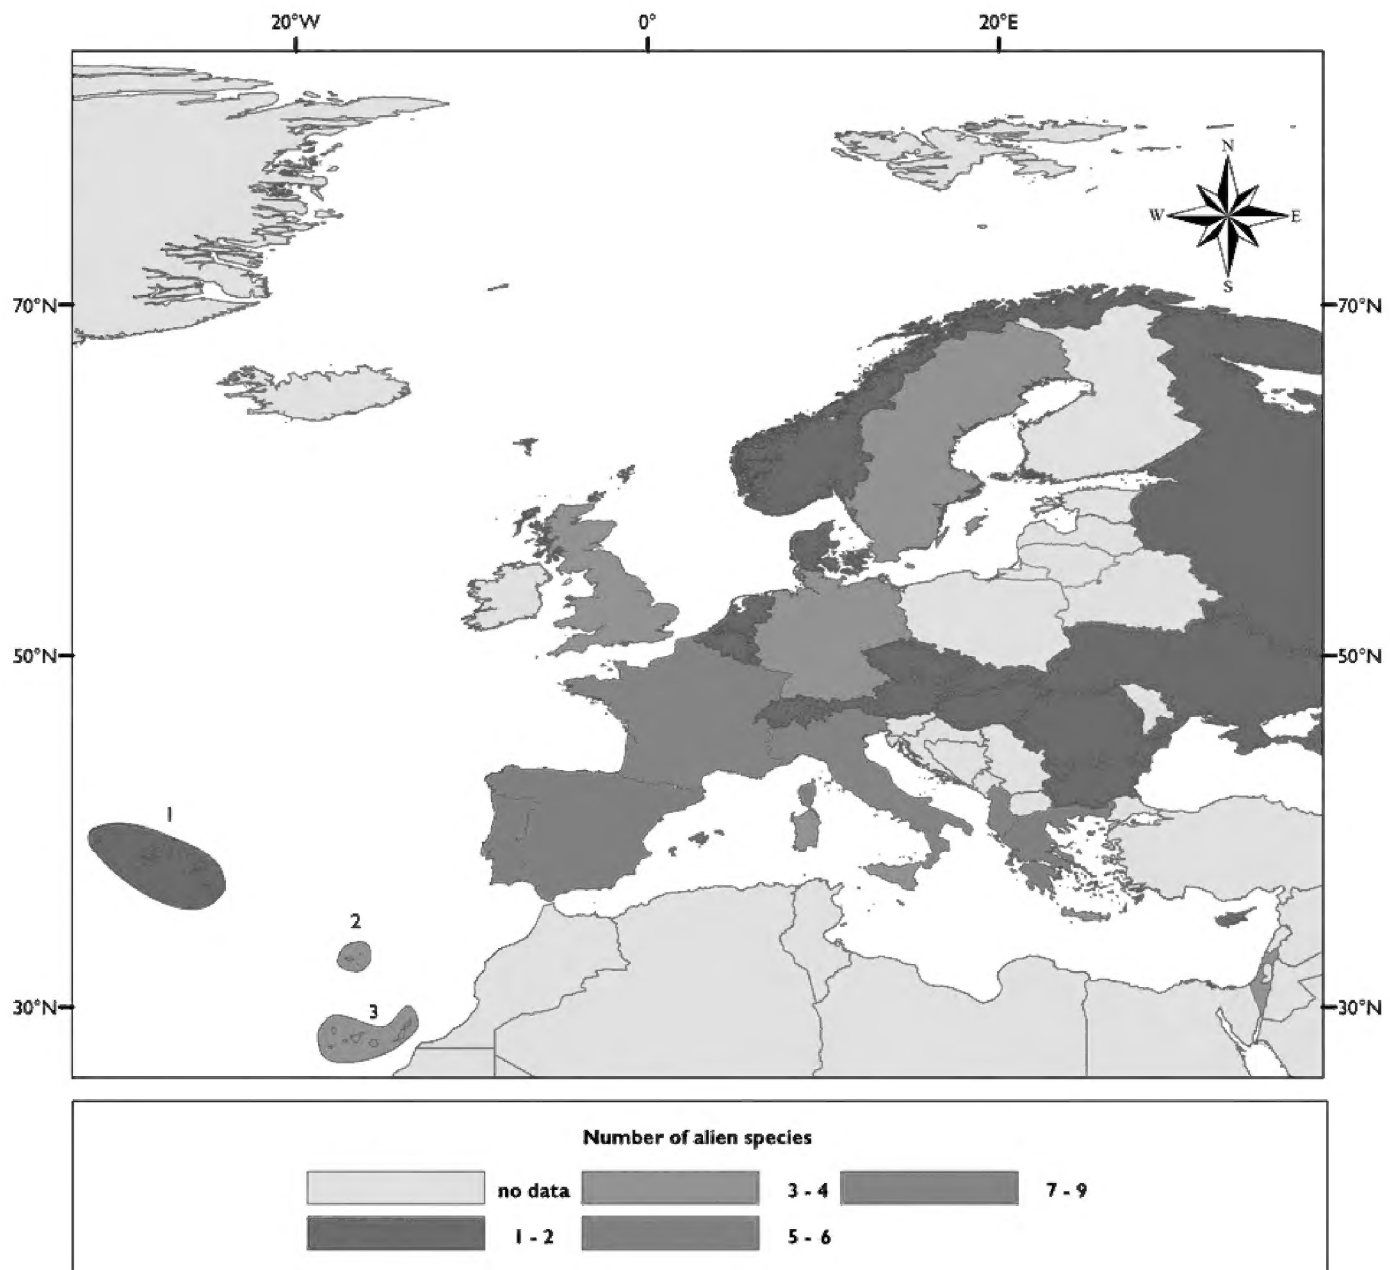 20°W 0° 20°E
N
W E
S
70°N 70°N
50°N 50°N
1
2
3
30°N 30°N
Number of alien species
no data 3 - 4 7 - 9
1 - 2 5 - 6